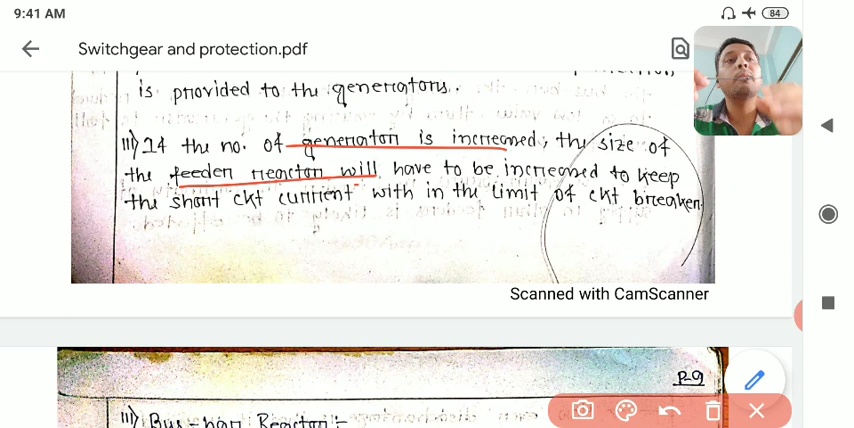 9:41 AM
84
Switchgear and protection.pdf
is provided to the generators.
III) If the no. of generator is increased, the size of
the feeder reactor will have to be increased to keep
the short ckt current with in the limit of ckt breaker.
Scanned with CamScanner
P-9
III) Bus-bar Reactor:-